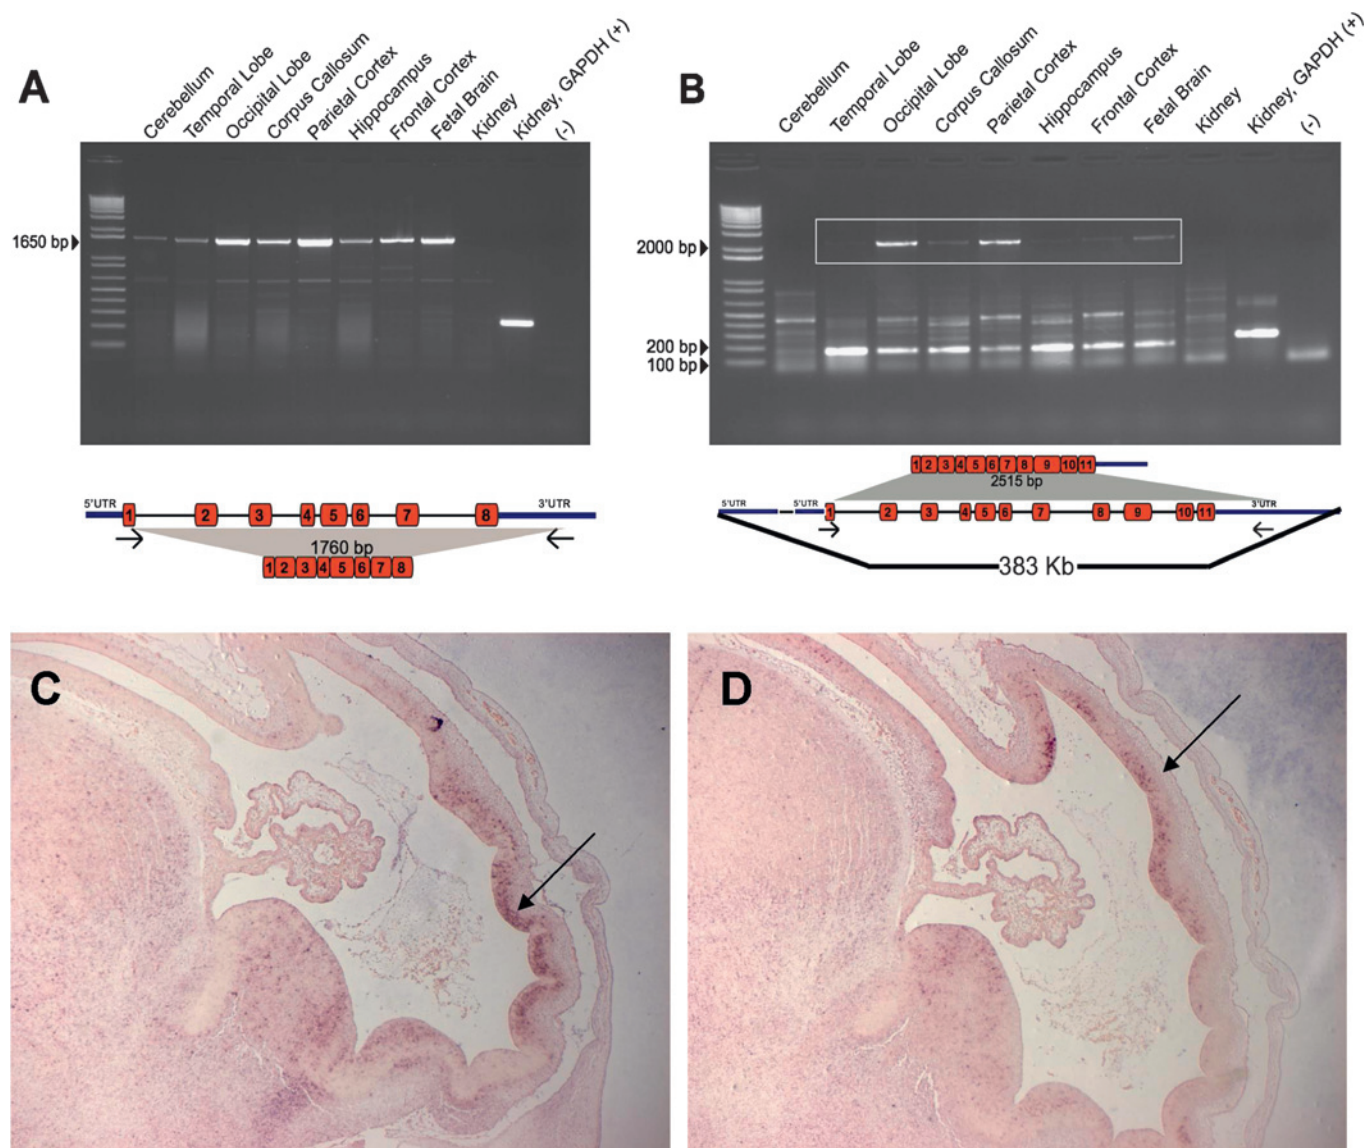 A
Cerebellum
Temporal Lobe
Occipital Lobe
Corpus Callosum
Parietal Cortex
Hippocampus
Frontal Cortex
Fetal Brain
Kidney
Kidney, GAPDH (+)
(-)
1650 bp
5'UTR
3'UTR
1 2 3 4 5 6 7 8
1760 bp
1 2 3 4 5 6 7 8
B
Cerebellum
Temporal Lobe
Occipital Lobe
Corpus Callosum
Parietal Cortex
Hippocampus
Frontal Cortex
Fetal Brain
Kidney
Kidney, GAPDH (+)
(-)
2000 bp
200 bp
100 bp
1 2 3 4 5 6 7 8 9 10 11
2515 bp
5'UTR
5'UTR
3'UTR
1 2 3 4 5 6 7 8 9 10 11
383 Kb
C
D